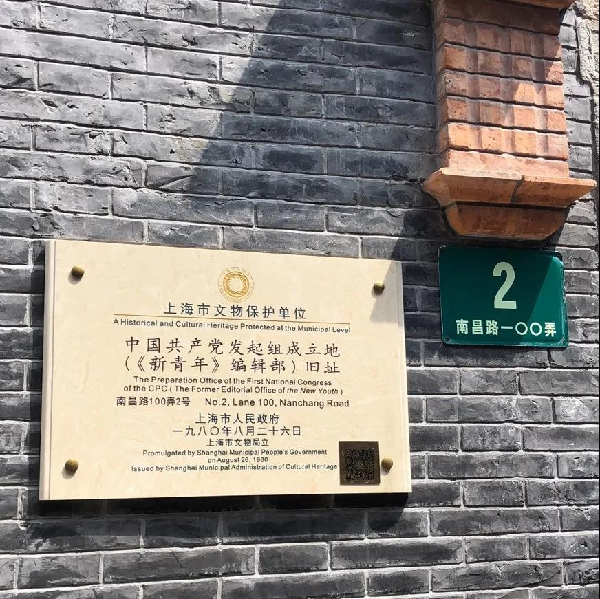 上海市文物保护单位
A Historical and Cultural Heritage Protected at the Municipal Level
中国共产党发起组成立地
(《新青年》编辑部)旧址
The Preparation Office of the First National Congress
of the CPC ( The Former Editorial Office of the New Youth )
南昌路100弄2号 No.2, Lane 100, Nanchang Road
上海市人民政府
一九八〇年八月二十六日
上海市文物局立
Promulgated by Shanghai Municipal People's Government
on August 26, 1980
Issued by Shanghai Municipal Administration of Cultural Heritage
2
南昌路一〇〇弄